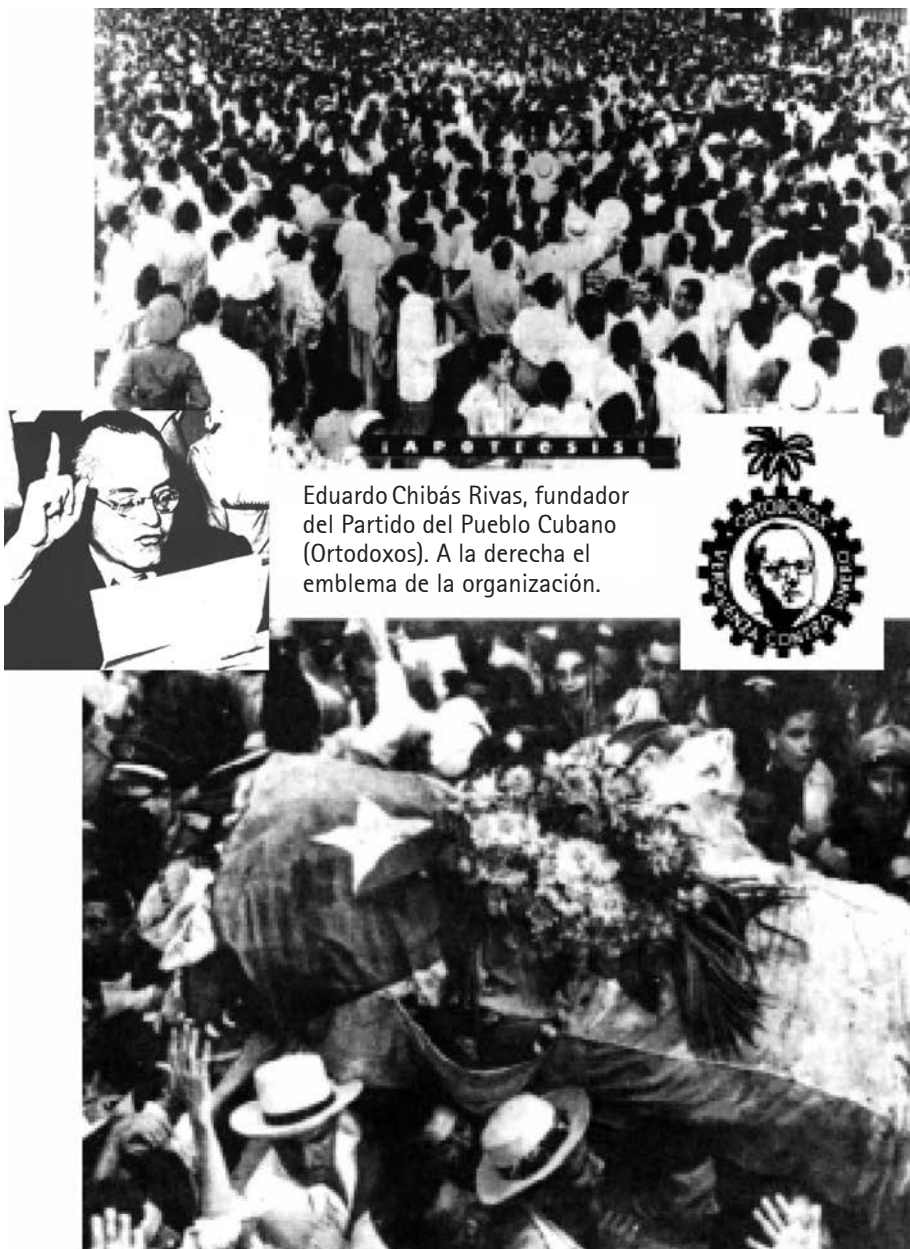 ¡APOTEOSIS!
Eduardo Chibás Rivas, fundador
del Partido del Pueblo Cubano
(Ortodoxos). A la derecha el
emblema de la organización.
ORTODOXOS
VERGUENZA CONTRA DINERO